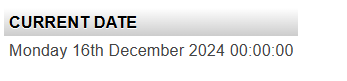 CURRENT DATE
Monday 16th December 2024 00:00:00